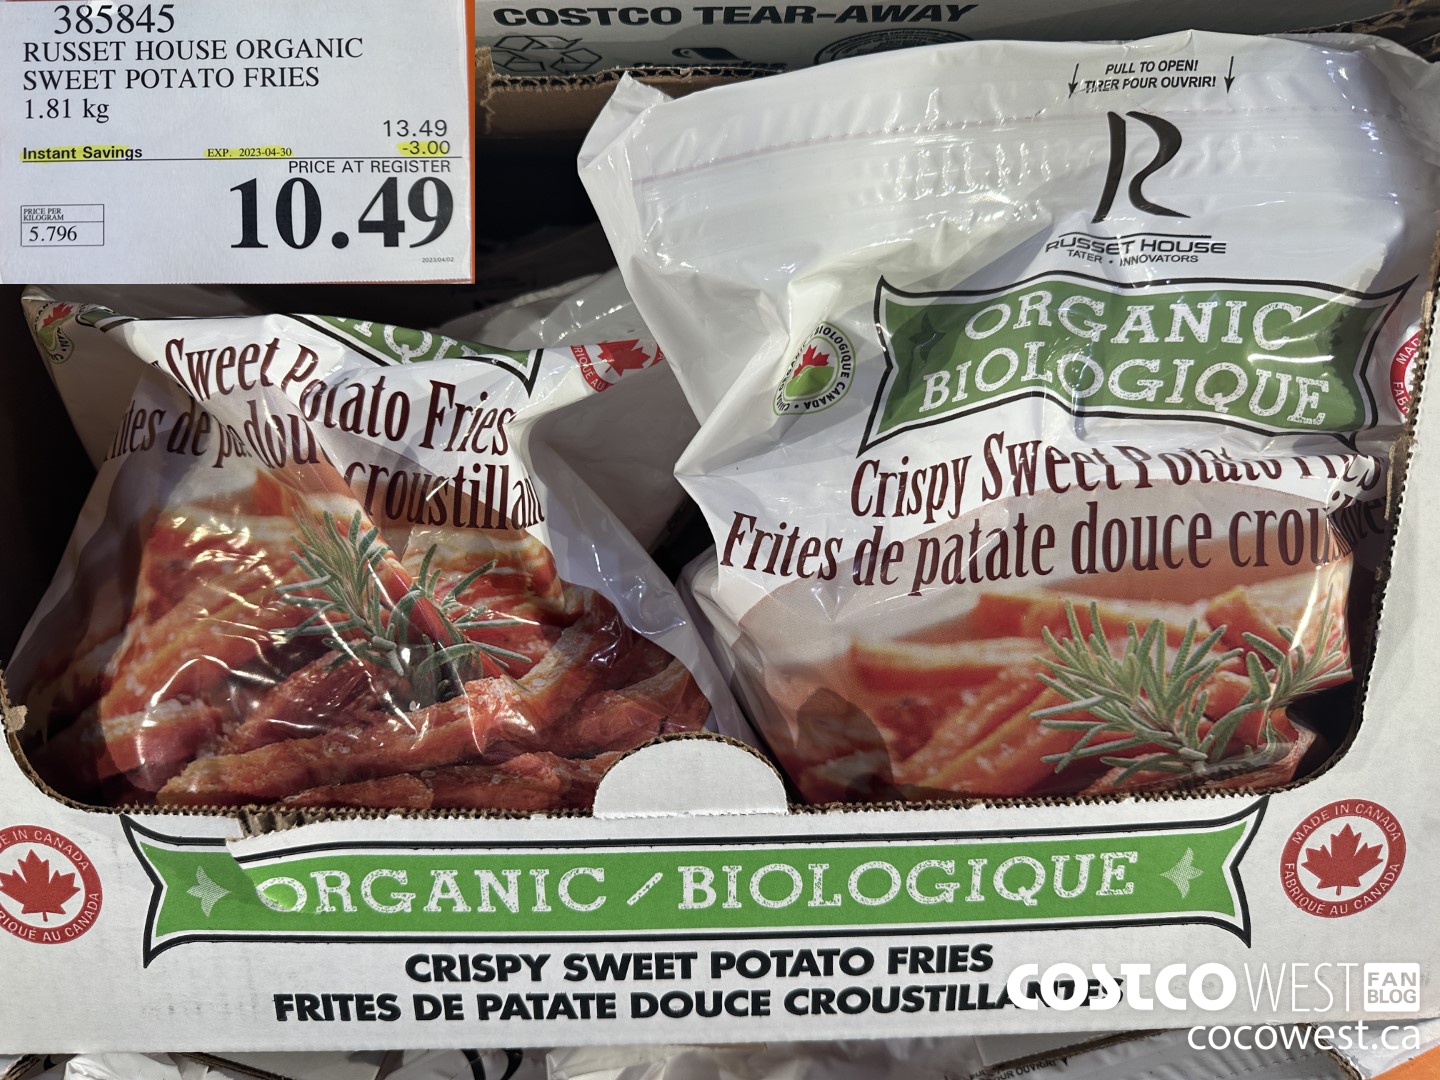 385845
RUSSET HOUSE ORGANIC
SWEET POTATO FRIES
1.81 kg
13.49
Instant Savings EXP. 2023-04-30 -3.00
PRICE AT REGISTER
10.49
PRICE PER
KILOGRAM
5.796
2023/04/02
COSTCO TEAR-AWAY
PULL TO OPEN!
TIRER POUR OUVRIR!
R
RUSSET HOUSE
TATER • INNOVATORS
ORGANIC
BIOLOGIQUE
BIOLOGIQUE CANADA
Crispy Sweet Potato Fries
Frites de patate douce
Sweet Potato Fries
ORGANIC / BIOLOGIQUE
MADE IN CANADA
FABRIQUÉ AU CANADA
CRISPY SWEET POTATO FRIES
FRITES DE PATATE DOUCE CROUSTILLANTES
COSTCO WEST FAN BLOG
cocowest.ca